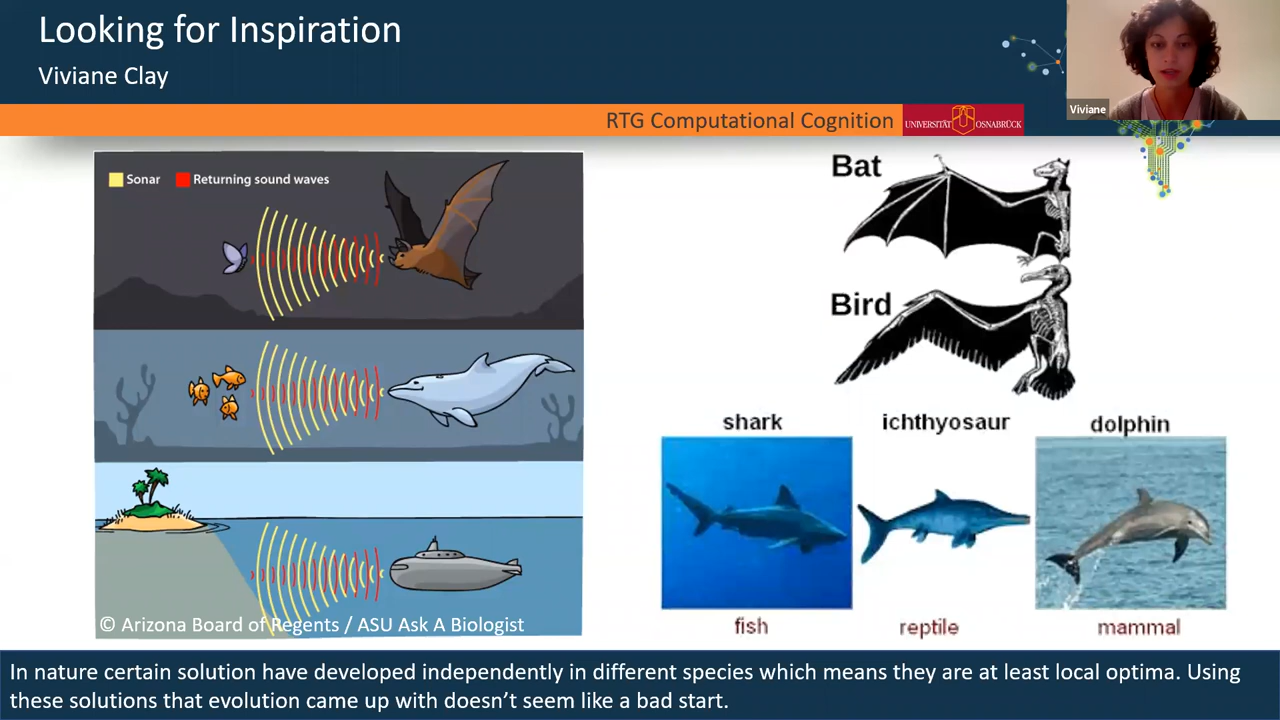 Looking for Inspiration
Viviane Clay
Viviane
RTG Computational Cognition
UNIVERSITÄT OSNABRÜCK
Sonar
Returning sound waves
© Arizona Board of Regents / ASU Ask A Biologist
Bat
Bird
shark
ichthyosaur
dolphin
fish
reptile
mammal
In nature certain solution have developed independently in different species which means they are at least local optima. Using
these solutions that evolution came up with doesn’t seem like a bad start.